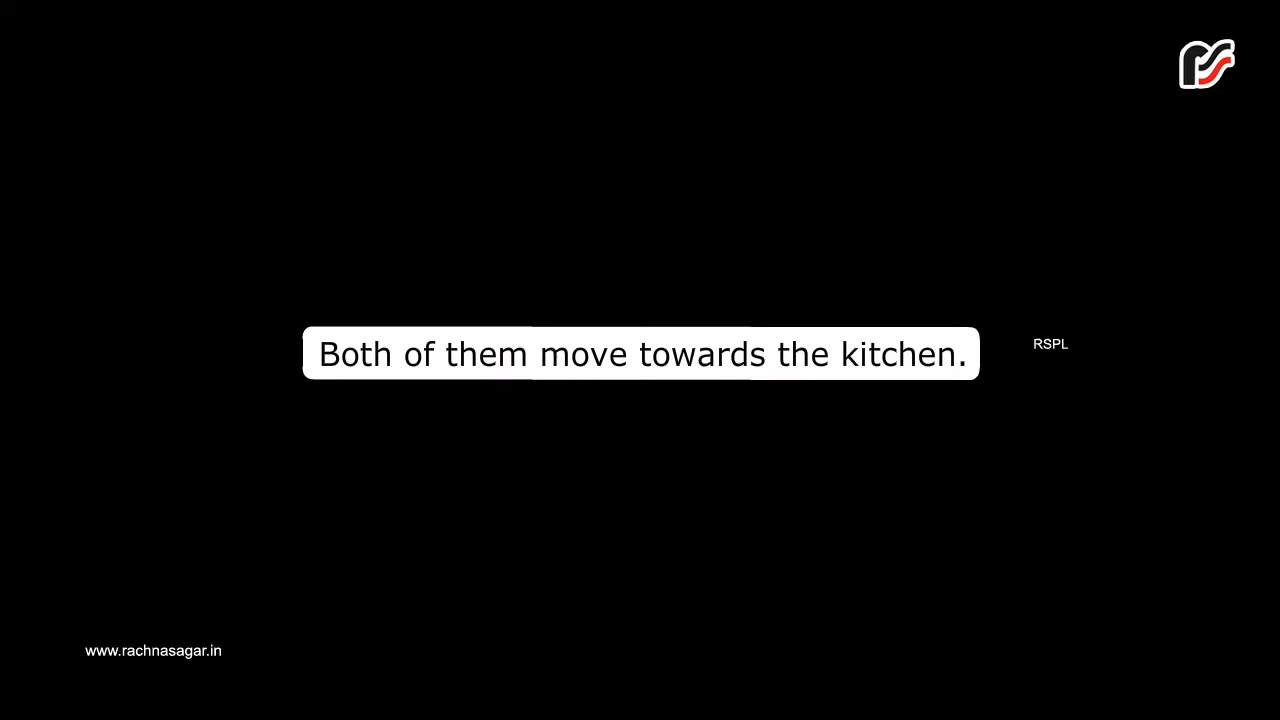 Both of them move towards the kitchen.
RSPL
www.rachnasagar.in